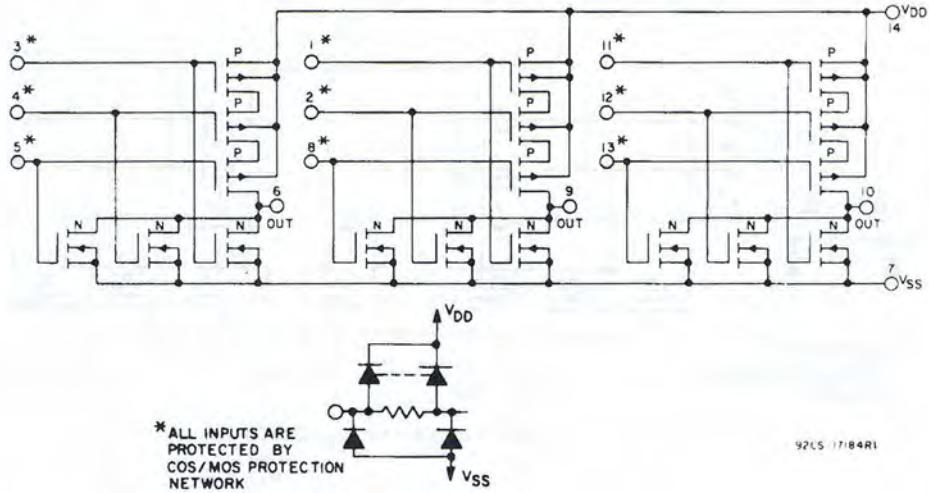 VDD
14
3*
4*
5*
P
P
P
6
OUT
N
N
N
1*
2*
8*
P
P
P
9
OUT
N
N
N
11*
12*
13*
P
P
P
10
OUT
N
N
N
7
VSS
VDD
*ALL INPUTS ARE
PROTECTED BY
COS/MOS PROTECTION
NETWORK
VSS
92CS-17184R1